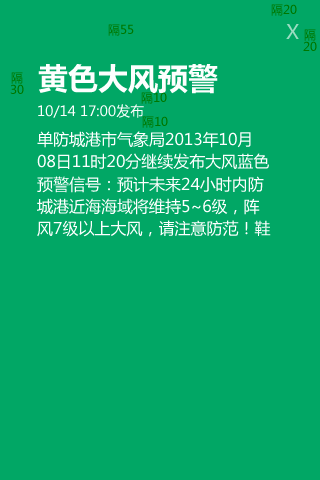 隔20
隔55
X
隔
20
隔
30
黄色大风预警
隔10
10/14 17:00发布
隔10
单防城港市气象局2013年10月
08日11时20分继续发布大风蓝色
预警信号：预计未来24小时内防
城港近海海域将维持5~6级，阵
风7级以上大风，请注意防范！鞋